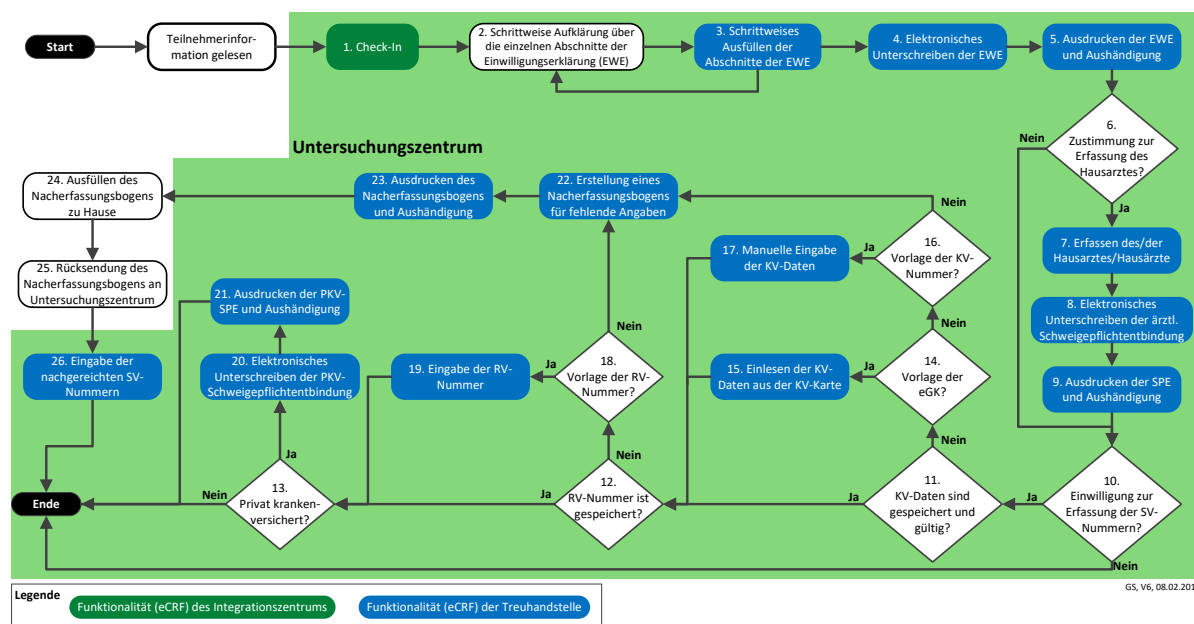 Start
Teilnehmerinfor-
mation gelesen
1. Check-In
2. Schrittweise Aufklärung über
die einzelnen Abschnitte der
Einwilligungserklärung (EWE)
3. Schrittweises
Ausfüllen der
Abschnitte der EWE
4. Elektronisches
Unterschreiben der EWE
5. Ausdrucken der EWE
und Aushändigung
6.
Zustimmung zur
Erfassung des
Hausarztes?
Nein
Ja
Untersuchungszentrum
24. Ausfüllen des
Nacherfassungsbogens
zu Hause
23. Ausdrucken des
Nacherfassungsbogens
und Aushändigung
22. Erstellung eines
Nacherfassungsbogens
für fehlende Angaben
Nein
16.
Vorlage der KV-
Nummer?
Ja
17. Manuelle Eingabe
der KV-Daten
7. Erfassen des/der
Hausarztes/Hausärzte
25. Rücksendung des
Nacherfassungsbogens an
Untersuchungszentrum
21. Ausdrucken der PKV-
SPE und Aushändigung
8. Elektronisches
Unterschreiben der ärztl.
Schweigepflichtentbindung
Nein
Nein
26. Eingabe der
nachgereichten SV-
Nummern
20. Elektronisches
Unterschreiben der PKV-
Schweigepflichtentbindung
19. Eingabe der RV-
Nummer
Ja
18.
Vorlage der RV-
Nummer?
15. Einlesen der KV-
Daten aus der KV-Karte
Ja
14.
Vorlage der
eGK?
9. Ausdrucken der SPE
und Aushändigung
Ja
Nein
Nein
Ende
Nein
13.
Privat kranken-
versichert?
Ja
12.
RV-Nummer ist
gespeichert?
Ja
11.
KV-Daten sind
gespeichert und
gültig?
Ja
10.
Einwilligung zur
Erfassung der SV-
Nummern?
Nein
GS, V6, 08.02.201
Legende
Funktionalität (eCRF) des Integrationszentrums
Funktionalität (eCRF) der Treuhandstelle